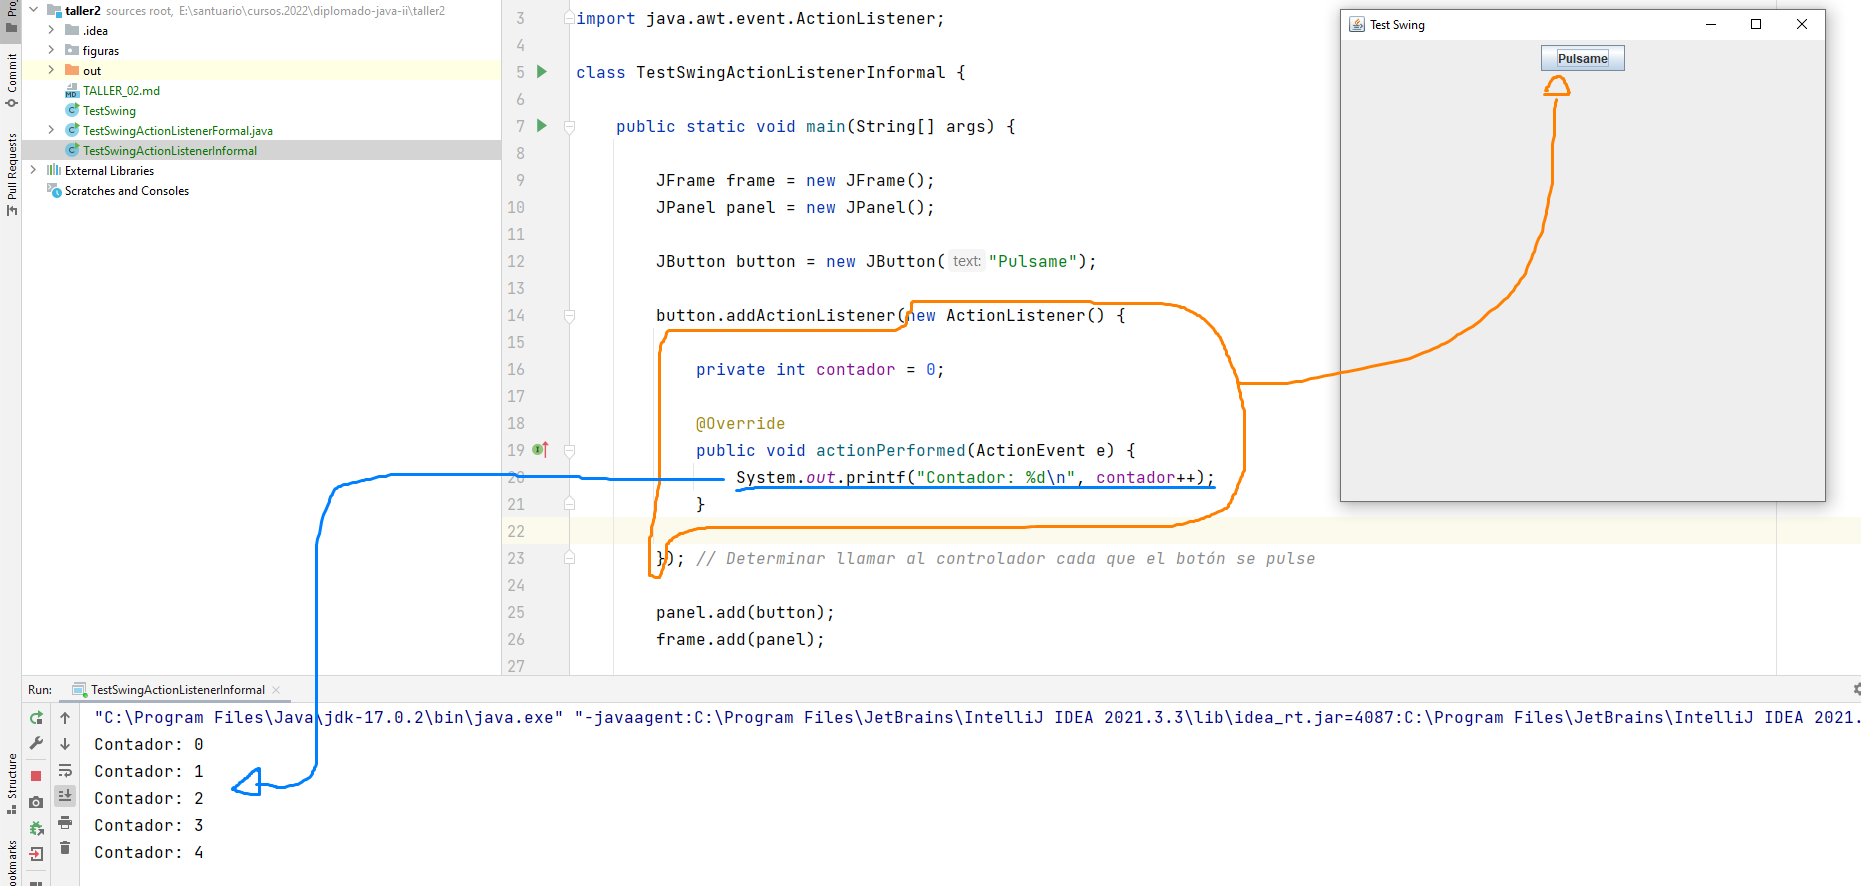 taller2 sources root, E:\santuario\cursos.2022\diplomado-java-ii\taller2
.idea
figuras
out
TALLER_02.md
TestSwing
TestSwingActionListenerFormal.java
TestSwingActionListenerInformal
External Libraries
Scratches and Consoles
Commit
Pull Requests
Structure
3 import java.awt.event.ActionListener;
4
5 class TestSwingActionListenerInformal {
6
7 public static void main(String[] args) {
8
9 JFrame frame = new JFrame();
10 JPanel panel = new JPanel();
11
12 JButton button = new JButton( text: "Pulsame");
13
14 button.addActionListener(new ActionListener() {
15
16 private int contador = 0;
17
18 @Override
19 public void actionPerformed(ActionEvent e) {
20 System.out.printf("Contador: %d\n", contador++);
21 }
22
23 }); // Determinar llamar al controlador cada que el botón se pulse
24
25 panel.add(button);
26 frame.add(panel);
27
Test Swing
Pulsame
Run: TestSwingActionListenerInformal
"C:\Program Files\Java\jdk-17.0.2\bin\java.exe" "-javaagent:C:\Program Files\JetBrains\IntelliJ IDEA 2021.3.3\lib\idea_rt.jar=4087:C:\Program Files\JetBrains\IntelliJ IDEA 2021.
Contador: 0
Contador: 1
Contador: 2
Contador: 3
Contador: 4